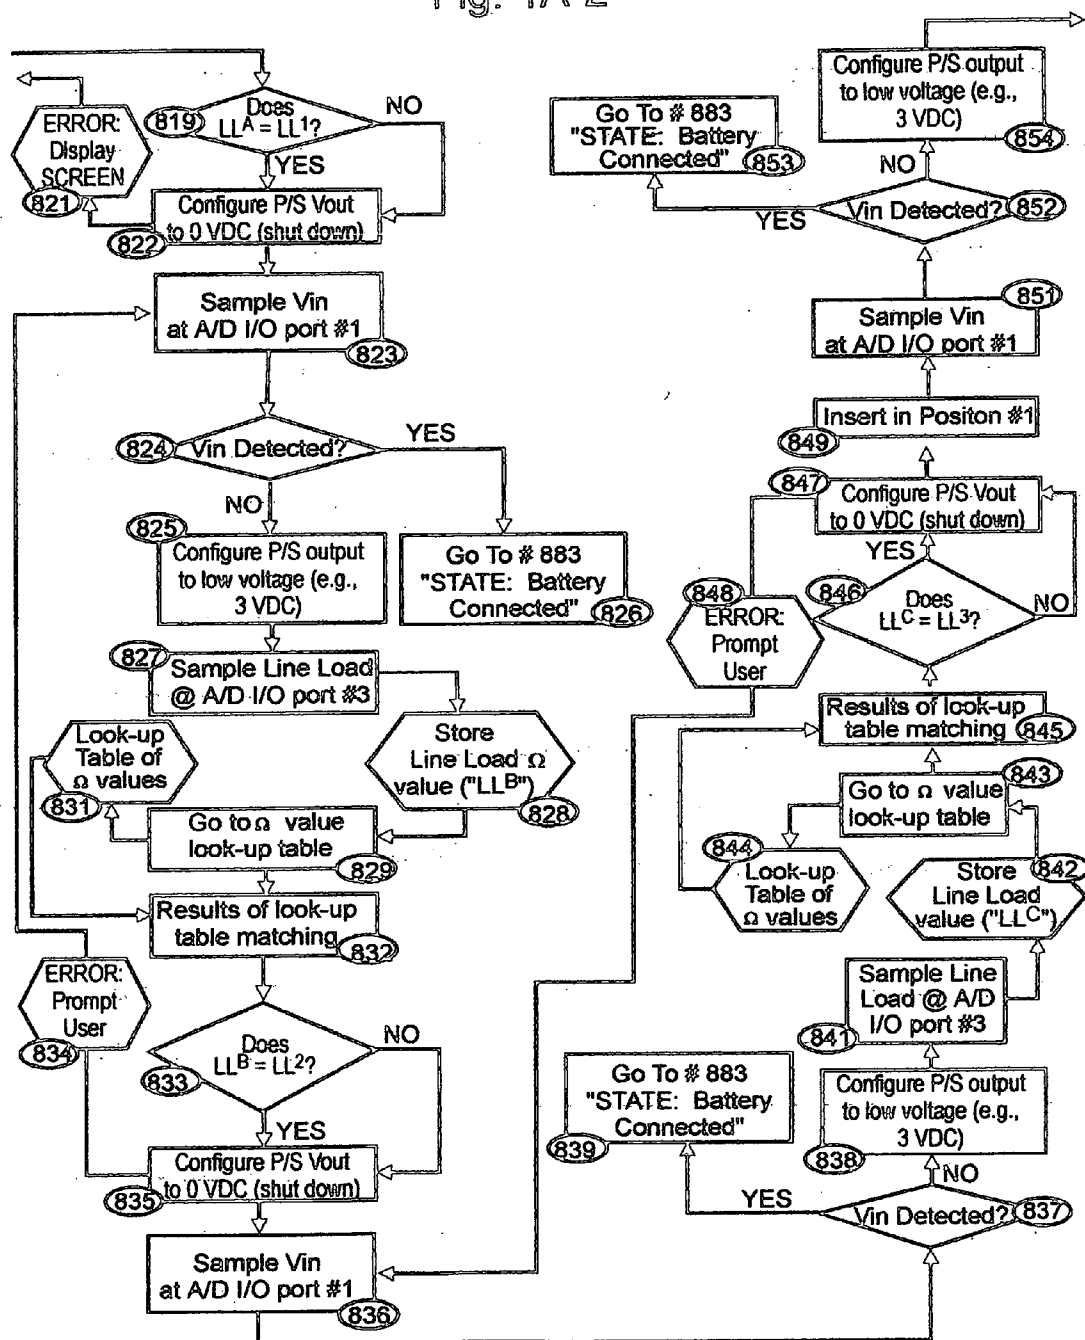 Fig. 1A-2
Does
LLA = LL1?
819
NO
YES
ERROR:
Display
SCREEN
821
Configure P/S Vout
to 0 VDC (shut down)
822
Sample Vin
at A/D I/O port #1
823
824
Vin Detected?
YES
NO
825
Configure P/S output
to low voltage (e.g.,
3 VDC)
Go To # 883
"STATE: Battery
Connected"
826
827
Sample Line Load
@ A/D I/O port #3
Look-up
Table of
Ω values
831
Store
Line Load Ω
value ("LLB")
828
Go to Ω value
look-up table
829
Results of look-up
table matching
832
ERROR:
Prompt
User
834
Does
LLB = LL2?
833
NO
YES
Configure P/S Vout
to 0 VDC (shut down)
835
Sample Vin
at A/D I/O port #1
836
Configure P/S output
to low voltage (e.g.,
3 VDC)
854
Go To # 883
"STATE: Battery
Connected"
853
NO
YES
Vin Detected?
852
851
Sample Vin
at A/D I/O port #1
Insert in Positon #1
849
847
Configure P/S Vout
to 0 VDC (shut down)
YES
848
ERROR:
Prompt
User
846
Does
LLC = LL3?
NO
Results of look-up
table matching
845
843
Go to Ω value
look-up table
844
Look-up
Table of
Ω values
842
Store
Line Load
value ("LLC")
Sample Line
Load @ A/D
I/O port #3
841
Go To # 883
"STATE: Battery
Connected"
839
Configure P/S output
to low voltage (e.g.,
3 VDC)
838
NO
YES
Vin Detected?
837